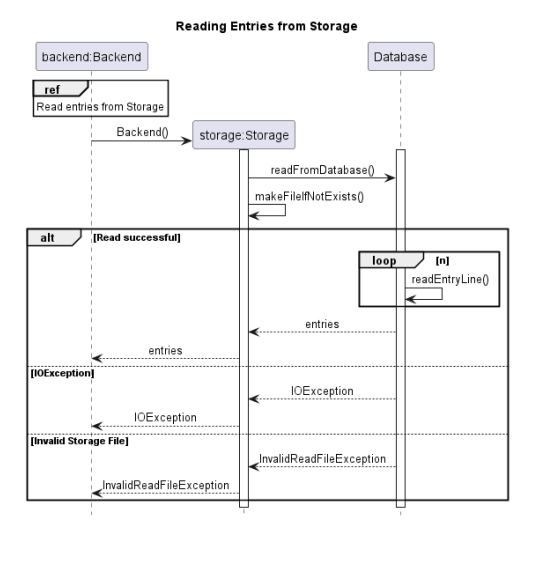 Reading Entries from Storage
backend:Backend
Database
ref
Read entries from Storage
Backend()
storage:Storage
readFromDatabase()
makeFileIfNotExists()
alt [Read successful]
loop [n]
readEntryLine()
entries
entries
[IOException]
IOException
IOException
[Invalid Storage File]
InvalidReadFileException
InvalidReadFileException